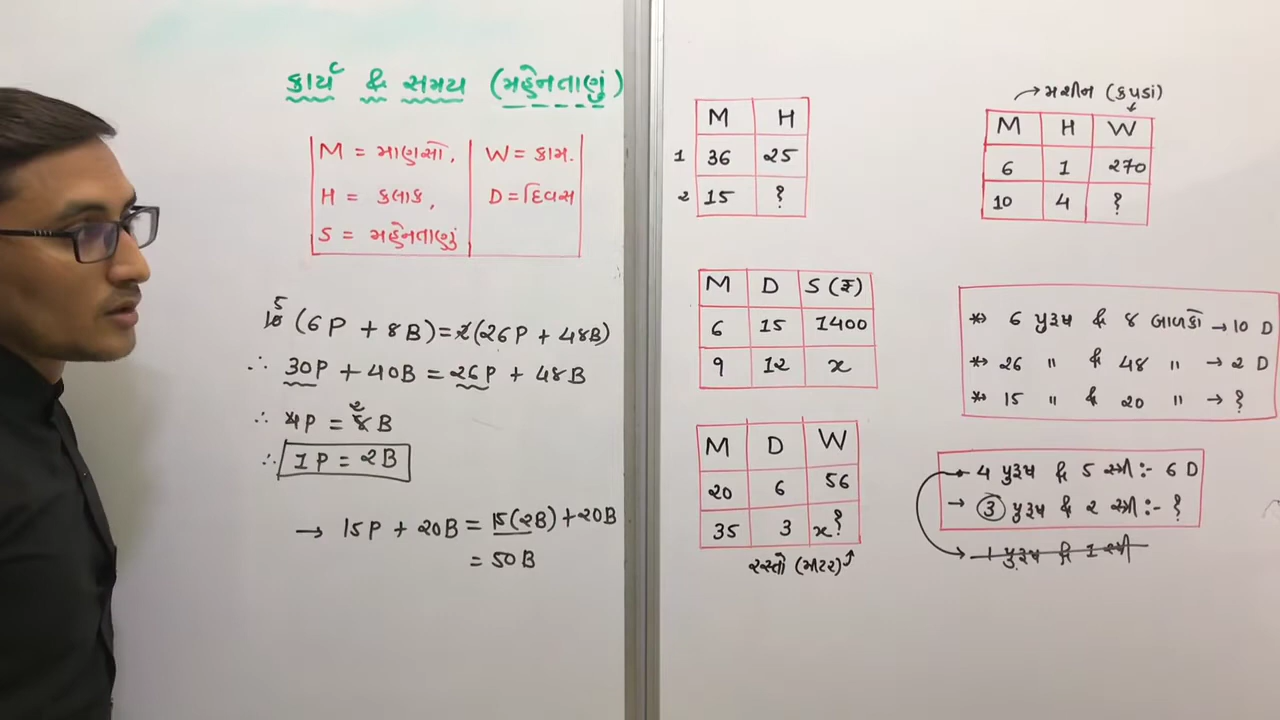 કાર્ય & સમય (મહેનતાણું)
M = માણસો, W = કામ.
H = કલાક, D = દિવસ
S = મહેનતાણું
5
10 (6P + 8B) = 2(26P + 48B)
∴ 30P + 40B = 26P + 48B
2
∴ 4P = 8B
∴ 1P = 2B
→ 15P + 20B = 15(2B) + 20B
= 50B
M H
1 36 25
2 15 ?
M D S (₹)
6 15 1400
9 12 x
M D W
20 6 56
35 3 x?
રસ્તો (મીટર)
→ મશીન (કપડાં)
M H W
6 1 270
10 4 ?
** 6 પુરૂષ & 8 બાળકો → 10 D
** 26 " & 48 " → 2 D
** 15 " & 20 " → ?
4 પુરૂષ & 5 સ્ત્રી :- 6 D
→ 3 પુરૂષ & 2 સ્ત્રી :- ?
1 પુરૂષ & 1 સ્ત્રી